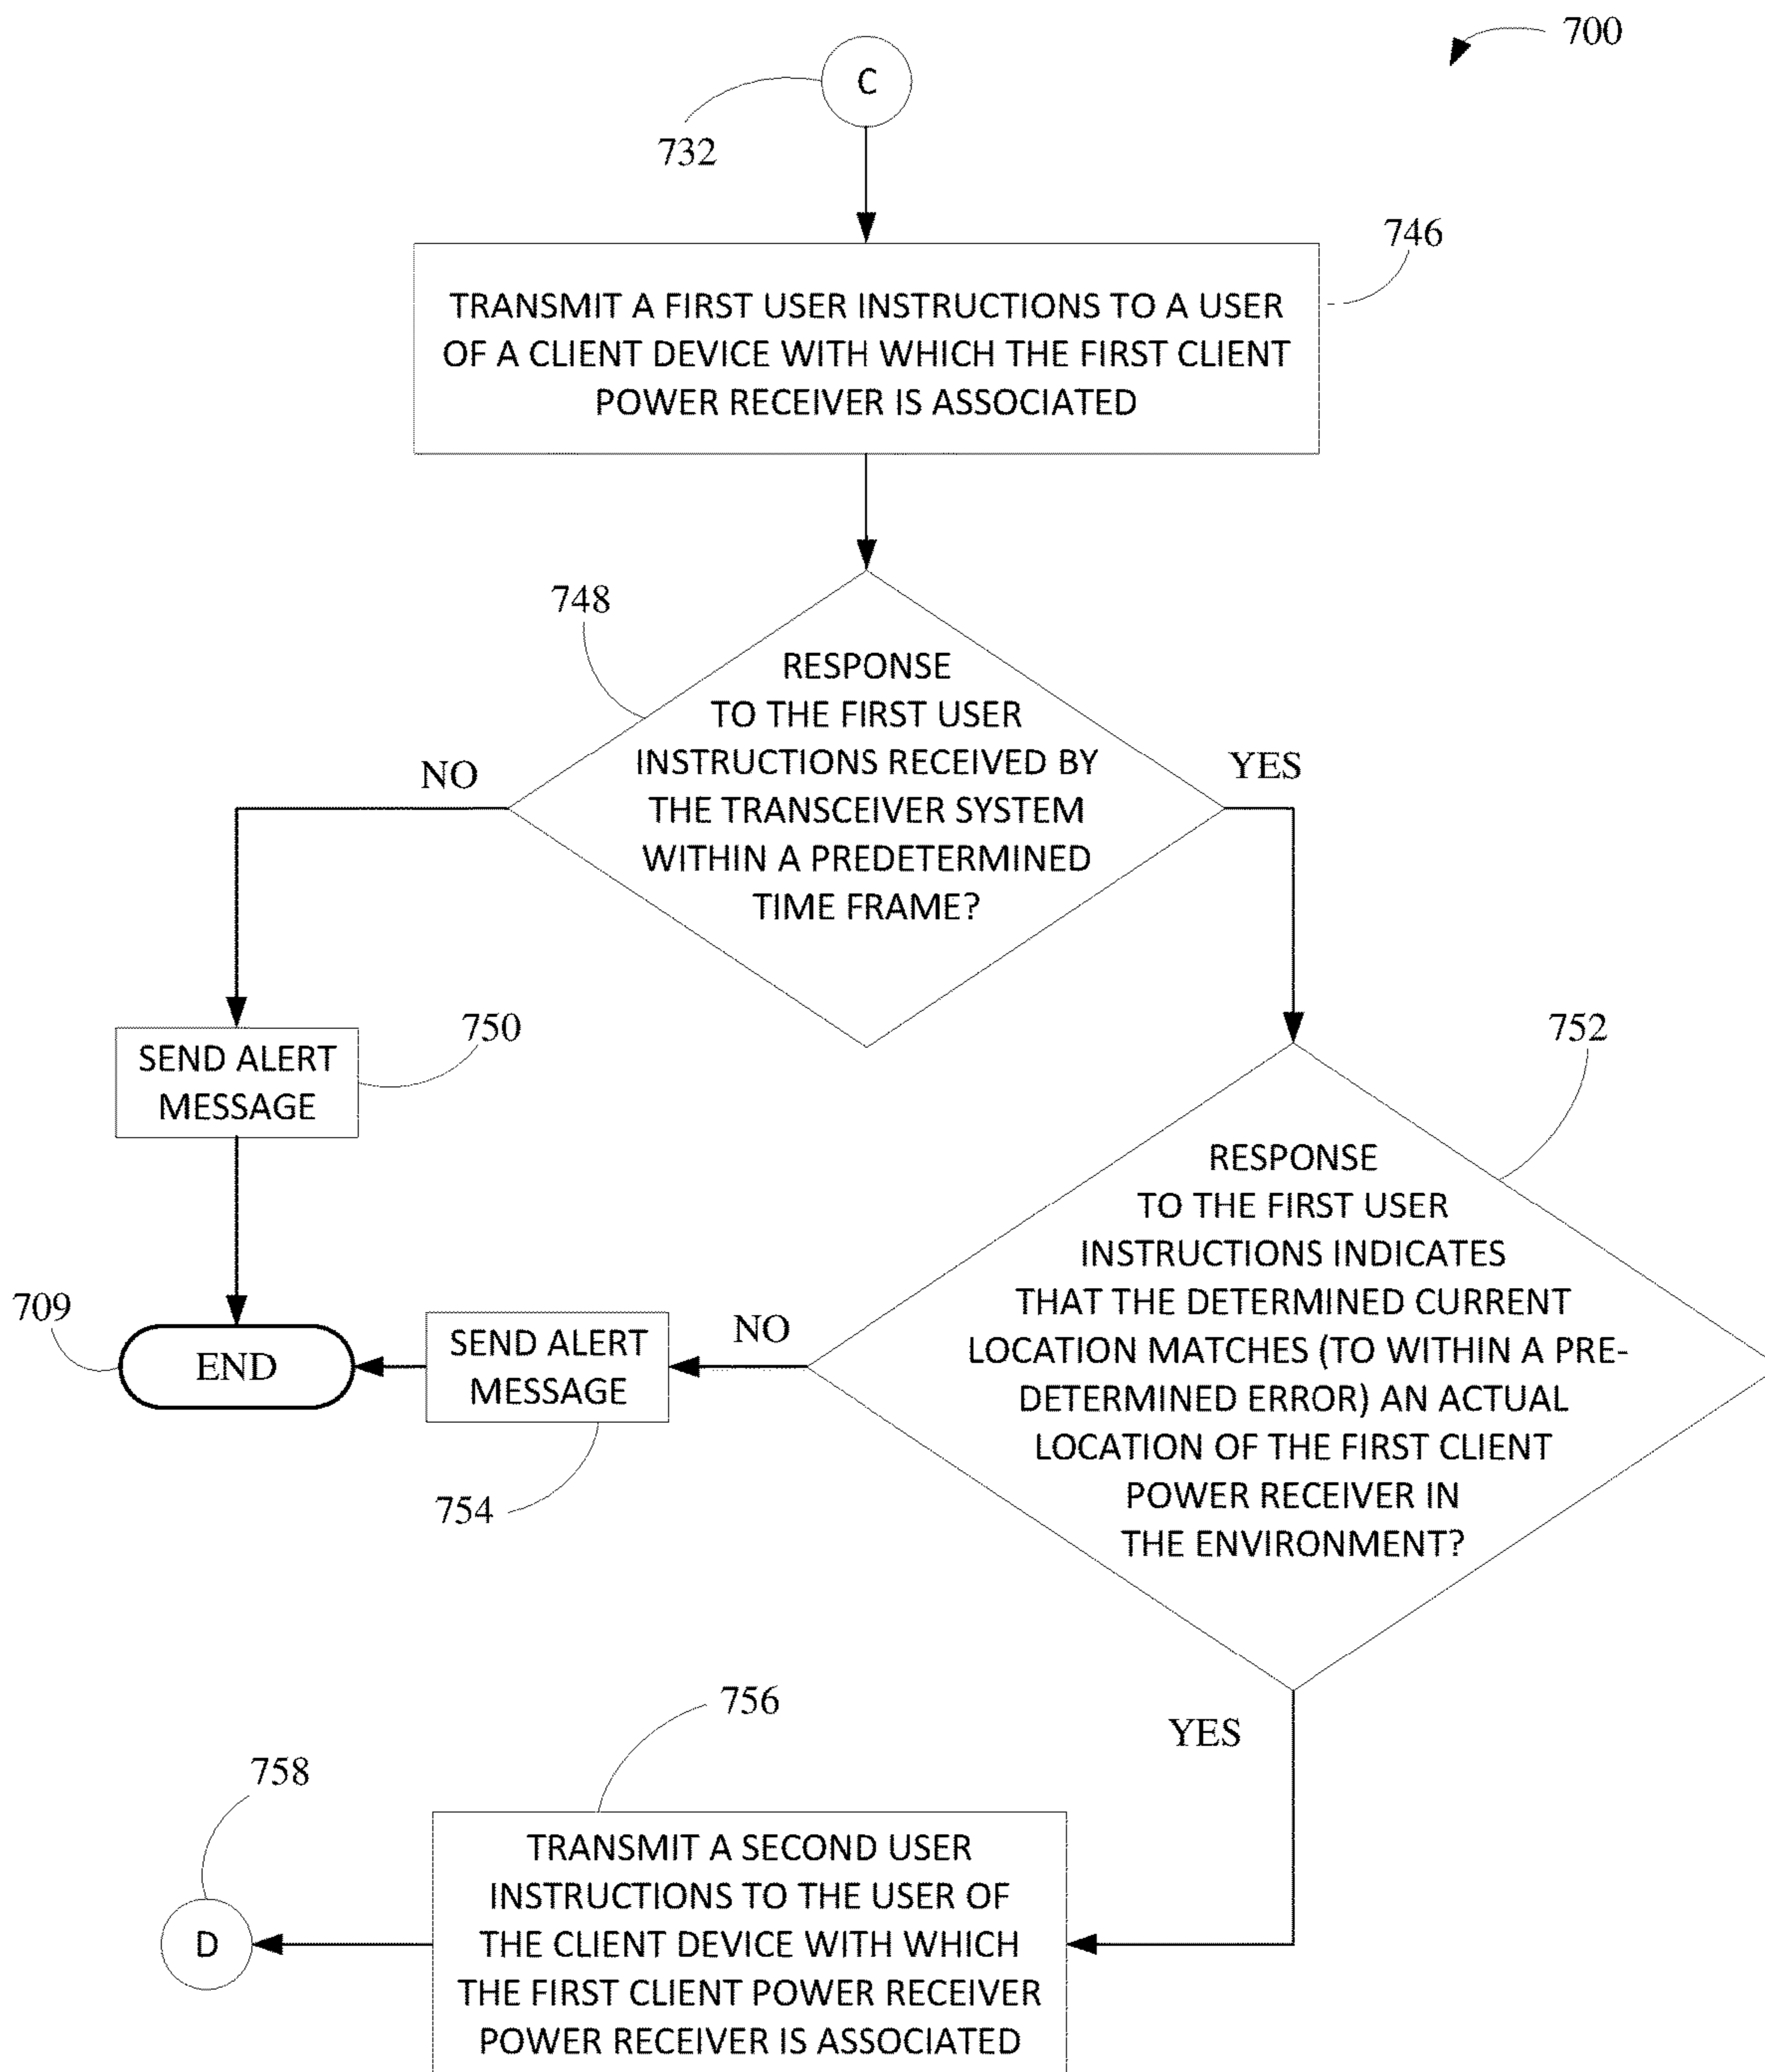 700
C
732
746
TRANSMIT A FIRST USER INSTRUCTIONS TO A USER
OF A CLIENT DEVICE WITH WHICH THE FIRST CLIENT
POWER RECEIVER IS ASSOCIATED
748
RESPONSE
TO THE FIRST USER
INSTRUCTIONS RECEIVED BY
THE TRANSCEIVER SYSTEM
WITHIN A PREDETERMINED
TIME FRAME?
NO
YES
750
SEND ALERT
MESSAGE
752
RESPONSE
TO THE FIRST USER
INSTRUCTIONS INDICATES
THAT THE DETERMINED CURRENT
LOCATION MATCHES (TO WITHIN A PRE-
DETERMINED ERROR) AN ACTUAL
LOCATION OF THE FIRST CLIENT
POWER RECEIVER IN
THE ENVIRONMENT?
709
END
SEND ALERT
MESSAGE
NO
754
YES
756
758
D
TRANSMIT A SECOND USER
INSTRUCTIONS TO THE USER OF
THE CLIENT DEVICE WITH WHICH
THE FIRST CLIENT POWER RECEIVER
POWER RECEIVER IS ASSOCIATED